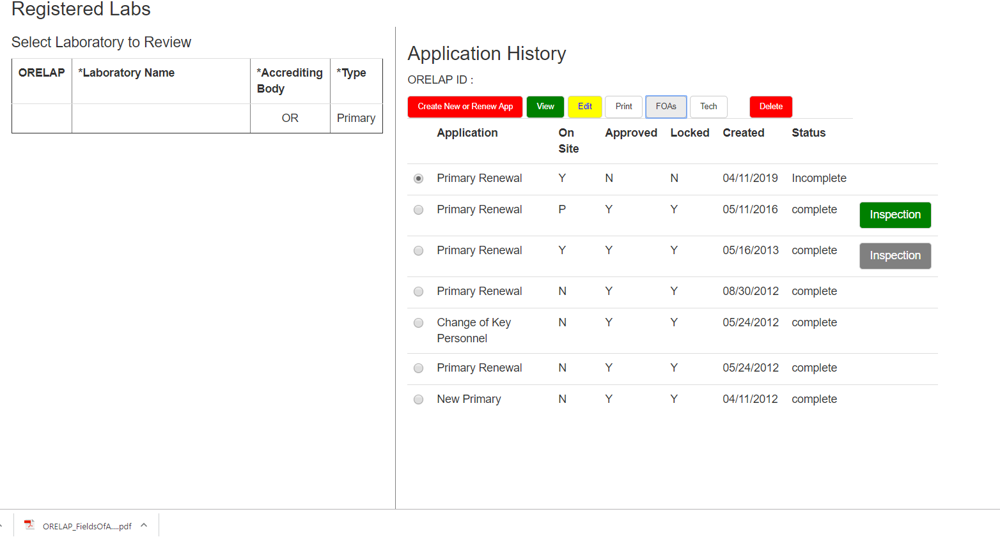 Registered Labs
Select Laboratory to Review
ORELAP *Laboratory Name *Accrediting Body *Type
OR Primary
Application History
ORELAP ID :
Create New or Renew App View Edit Print FOAs Tech Delete
Application On Site Approved Locked Created Status
Primary Renewal Y N N 04/11/2019 Incomplete
Primary Renewal P Y Y 05/11/2016 complete Inspection
Primary Renewal Y Y Y 05/16/2013 complete Inspection
Primary Renewal N Y Y 08/30/2012 complete
Change of Key Personnel N Y Y 05/24/2012 complete
Primary Renewal N Y Y 05/24/2012 complete
New Primary N Y Y 04/11/2012 complete
ORELAP_FieldsOfA....pdf